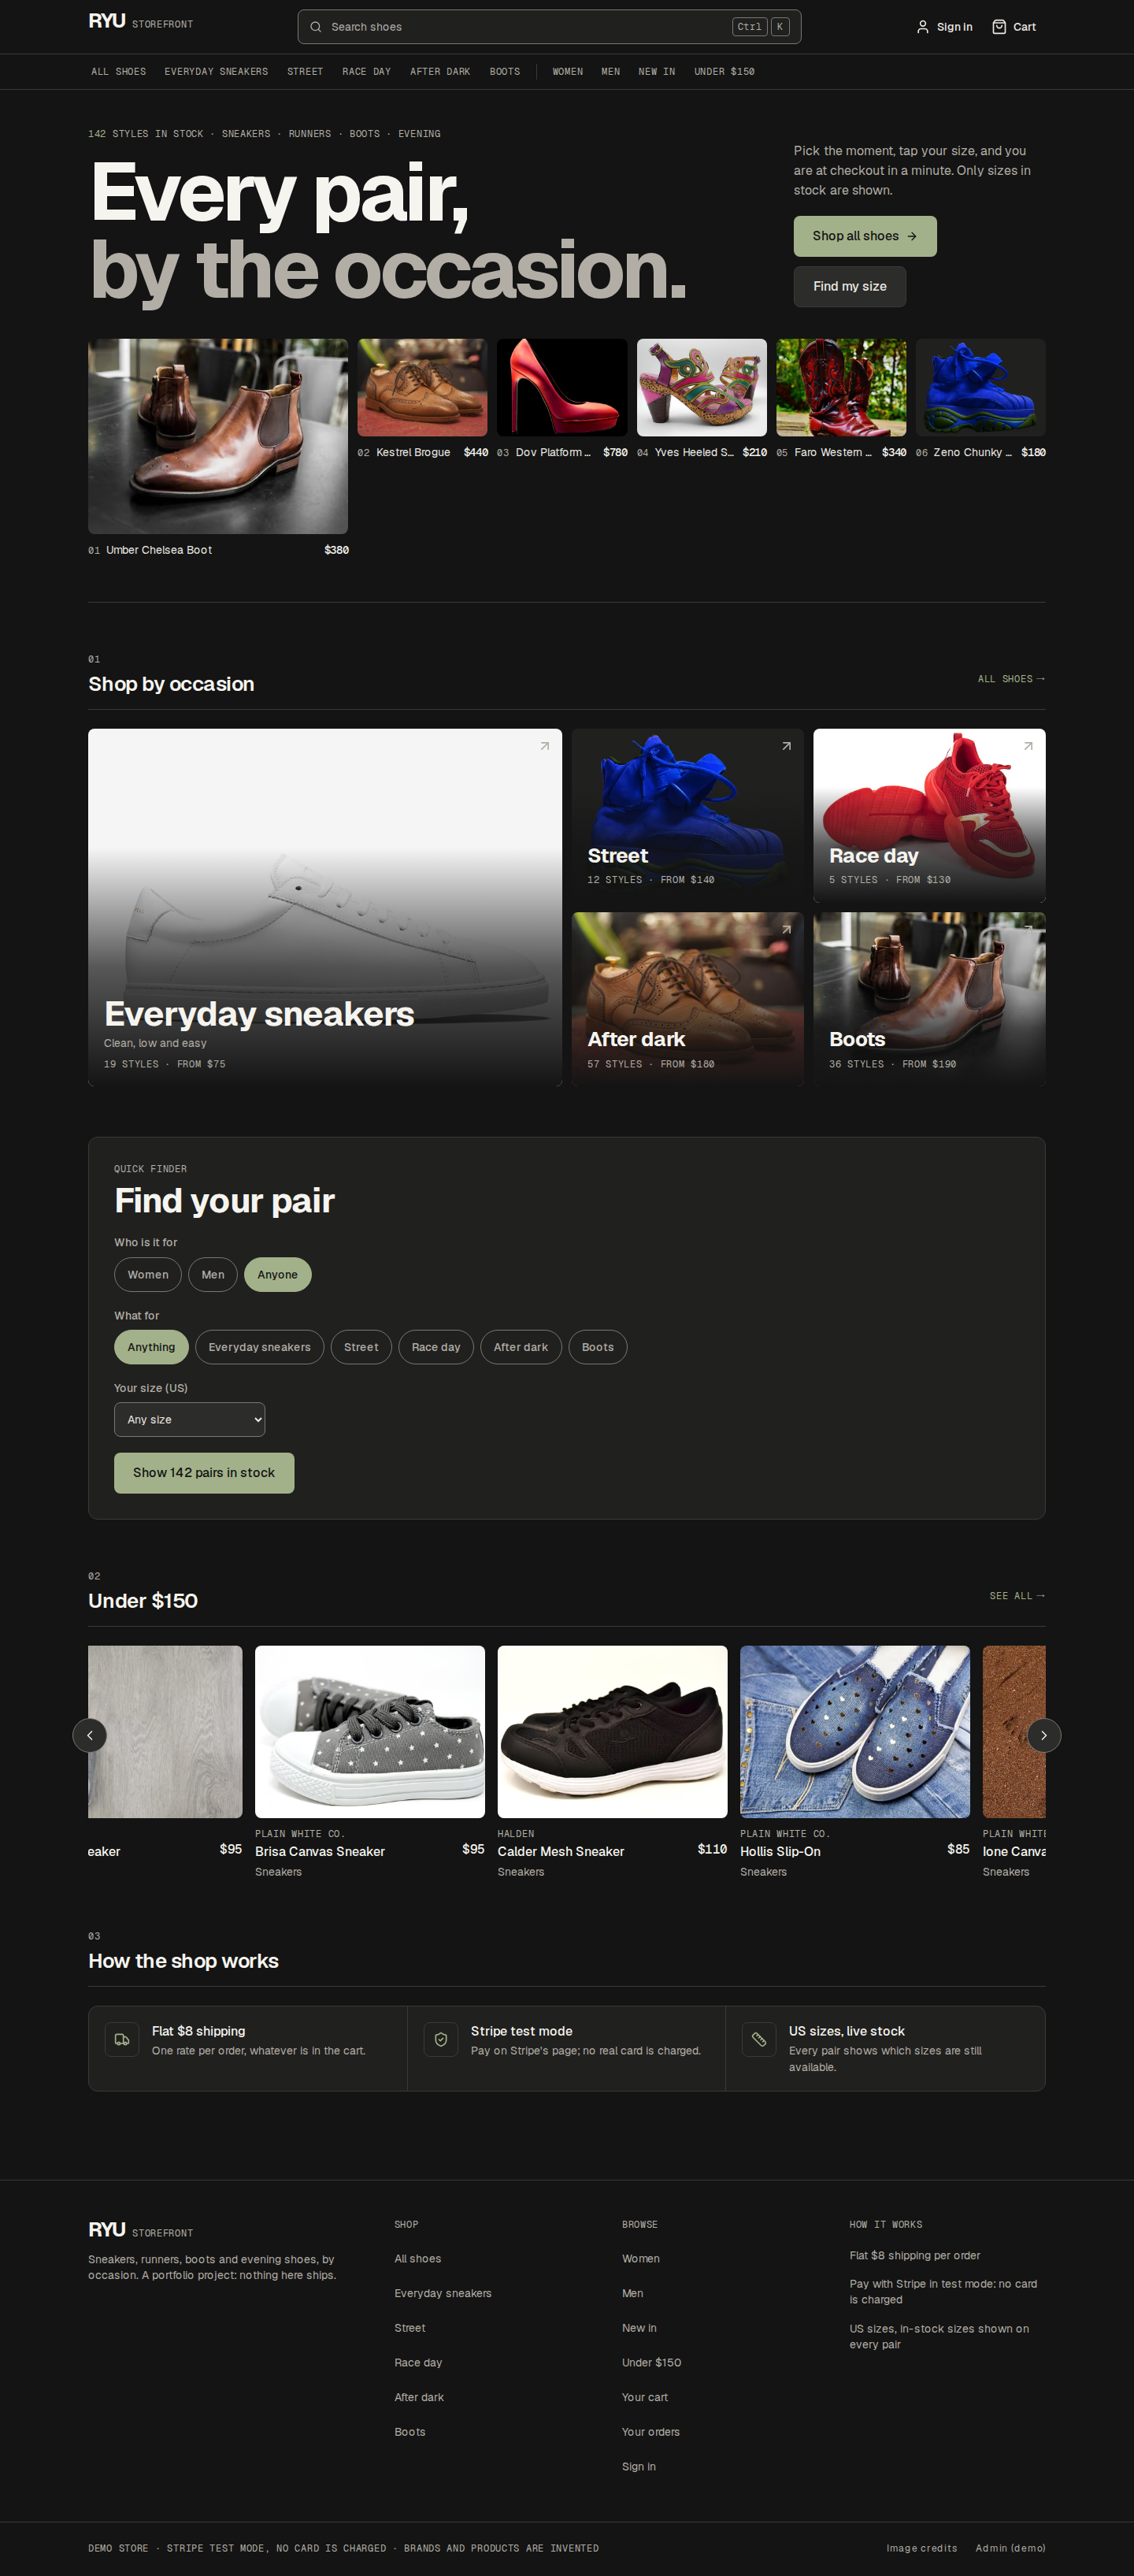 RYU STOREFRONT
Search shoes
Ctrl K
Sign in
Cart
ALL SHOES EVERYDAY SNEAKERS STREET RACE DAY AFTER DARK BOOTS WOMEN MEN NEW IN UNDER $150
142 STYLES IN STOCK · SNEAKERS · RUNNERS · BOOTS · EVENING
Every pair,
by the occasion.
Pick the moment, tap your size, and you
are at checkout in a minute. Only sizes in
stock are shown.
Shop all shoes →
Find my size
01 Umber Chelsea Boot $380
02 Kestrel Brogue $440
03 Dov Platform … $780
04 Yves Heeled S… $210
05 Faro Western … $340
06 Zeno Chunky … $180
01
Shop by occasion
ALL SHOES →
Everyday sneakers
Clean, low and easy
19 STYLES · FROM $75
Street
12 STYLES · FROM $140
Race day
5 STYLES · FROM $130
After dark
57 STYLES · FROM $180
Boots
36 STYLES · FROM $190
QUICK FINDER
Find your pair
Who is it for
Women Men Anyone
What for
Anything Everyday sneakers Street Race day After dark Boots
Your size (US)
Any size
Show 142 pairs in stock
02
Under $150
SEE ALL →
eaker $95
PLAIN WHITE CO.
Brisa Canvas Sneaker $95
Sneakers
HALDEN
Calder Mesh Sneaker $110
Sneakers
PLAIN WHITE CO.
Hollis Slip-On $85
Sneakers
PLAIN WHITE
Ione Canva
Sneakers
03
How the shop works
Flat $8 shipping
One rate per order, whatever is in the cart.
Stripe test mode
Pay on Stripe's page; no real card is charged.
US sizes, live stock
Every pair shows which sizes are still
available.
RYU STOREFRONT
Sneakers, runners, boots and evening shoes, by
occasion. A portfolio project: nothing here ships.
SHOP
All shoes
Everyday sneakers
Street
Race day
After dark
Boots
BROWSE
Women
Men
New in
Under $150
Your cart
Your orders
Sign in
HOW IT WORKS
Flat $8 shipping per order
Pay with Stripe in test mode: no card
is charged
US sizes, in-stock sizes shown on
every pair
DEMO STORE · STRIPE TEST MODE, NO CARD IS CHARGED · BRANDS AND PRODUCTS ARE INVENTED
Image credits
Admin (demo)